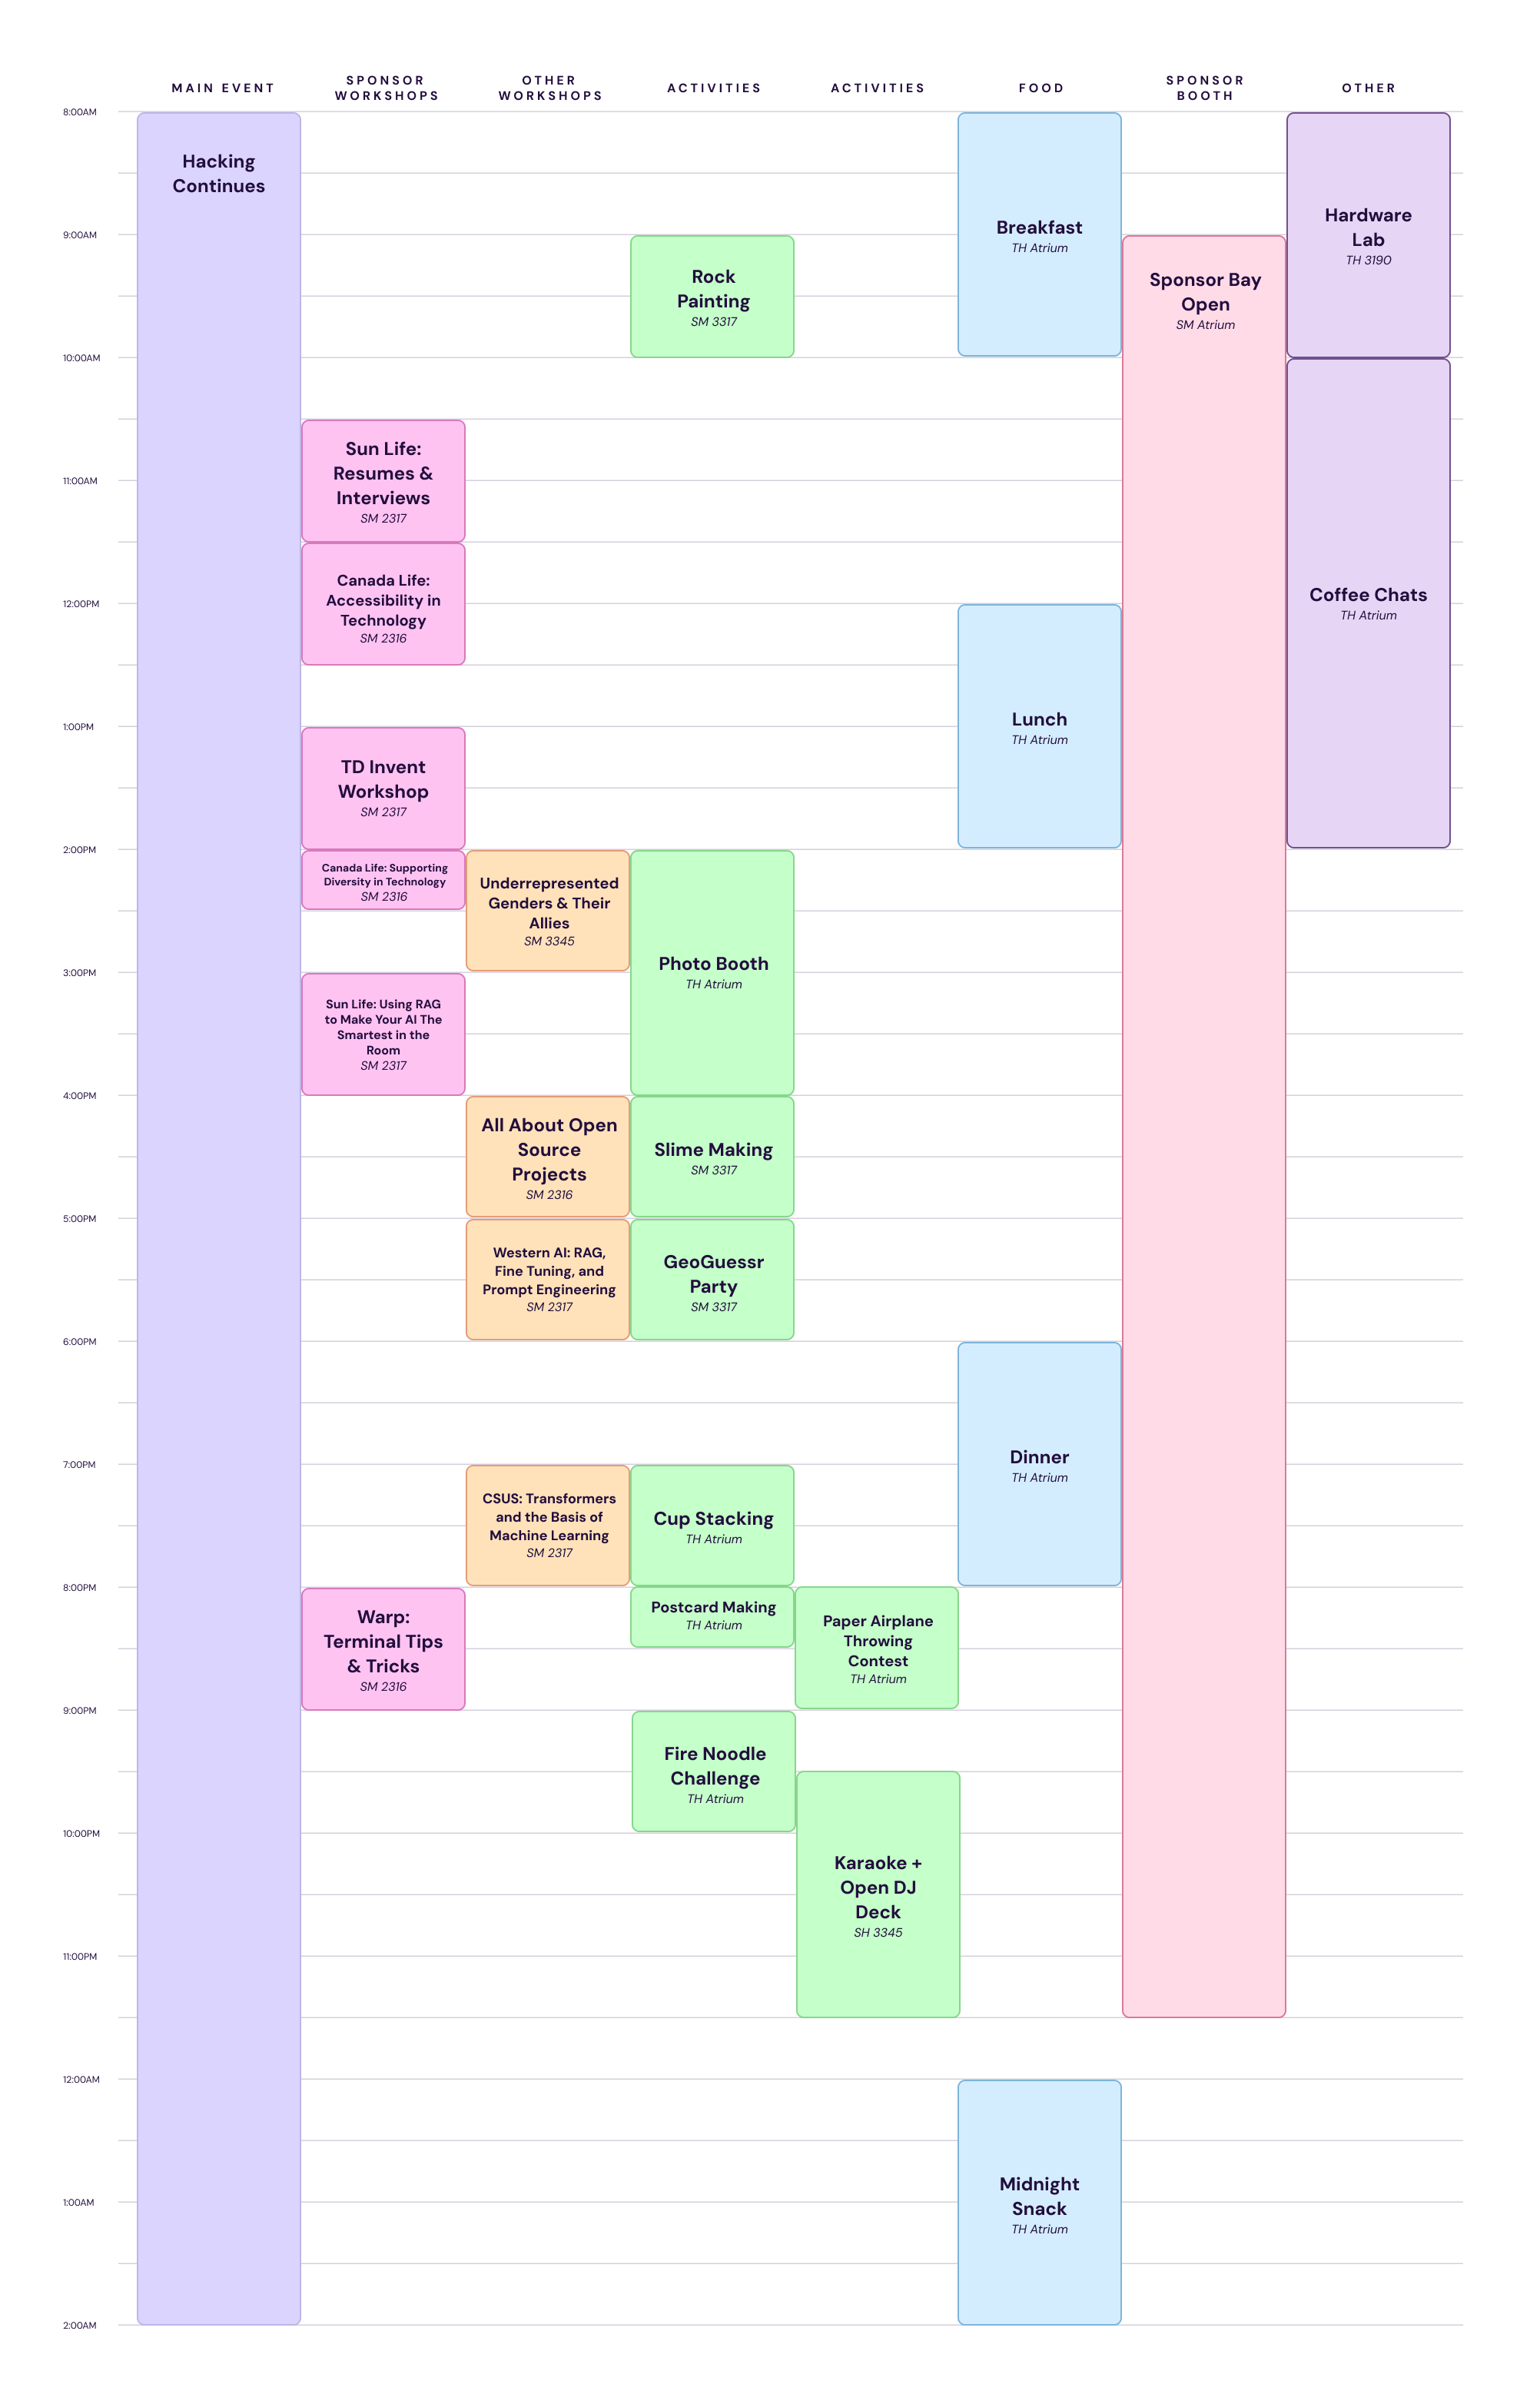 MAIN EVENT
SPONSOR
WORKSHOPS
OTHER
WORKSHOPS
ACTIVITIES
ACTIVITIES
FOOD
SPONSOR
BOOTH
OTHER
8:00AM
Hacking
Continues
Breakfast
TH Atrium
Hardware
Lab
TH 3190
9:00AM
Rock
Painting
SM 3317
Sponsor Bay
Open
SM Atrium
10:00AM
Sun Life:
Resumes &
Interviews
SM 2317
11:00AM
Canada Life:
Accessibility in
Technology
SM 2316
Coffee Chats
TH Atrium
12:00PM
Lunch
TH Atrium
1:00PM
TD Invent
Workshop
SM 2317
2:00PM
Canada Life: Supporting
Diversity in Technology
SM 2316
Underrepresented
Genders & Their
Allies
SM 3345
Photo Booth
TH Atrium
3:00PM
Sun Life: Using RAG
to Make Your AI The
Smartest in the
Room
SM 2317
4:00PM
All About Open
Source
Projects
SM 2316
Slime Making
SM 3317
5:00PM
Western AI: RAG,
Fine Tuning, and
Prompt Engineering
SM 2317
GeoGuessr
Party
SM 3317
6:00PM
Dinner
TH Atrium
7:00PM
CSUS: Transformers
and the Basis of
Machine Learning
SM 2317
Cup Stacking
TH Atrium
8:00PM
Warp:
Terminal Tips
& Tricks
SM 2316
Postcard Making
TH Atrium
Paper Airplane
Throwing
Contest
TH Atrium
9:00PM
Fire Noodle
Challenge
TH Atrium
10:00PM
Karaoke +
Open DJ
Deck
SH 3345
11:00PM
12:00AM
Midnight
Snack
TH Atrium
1:00AM
2:00AM